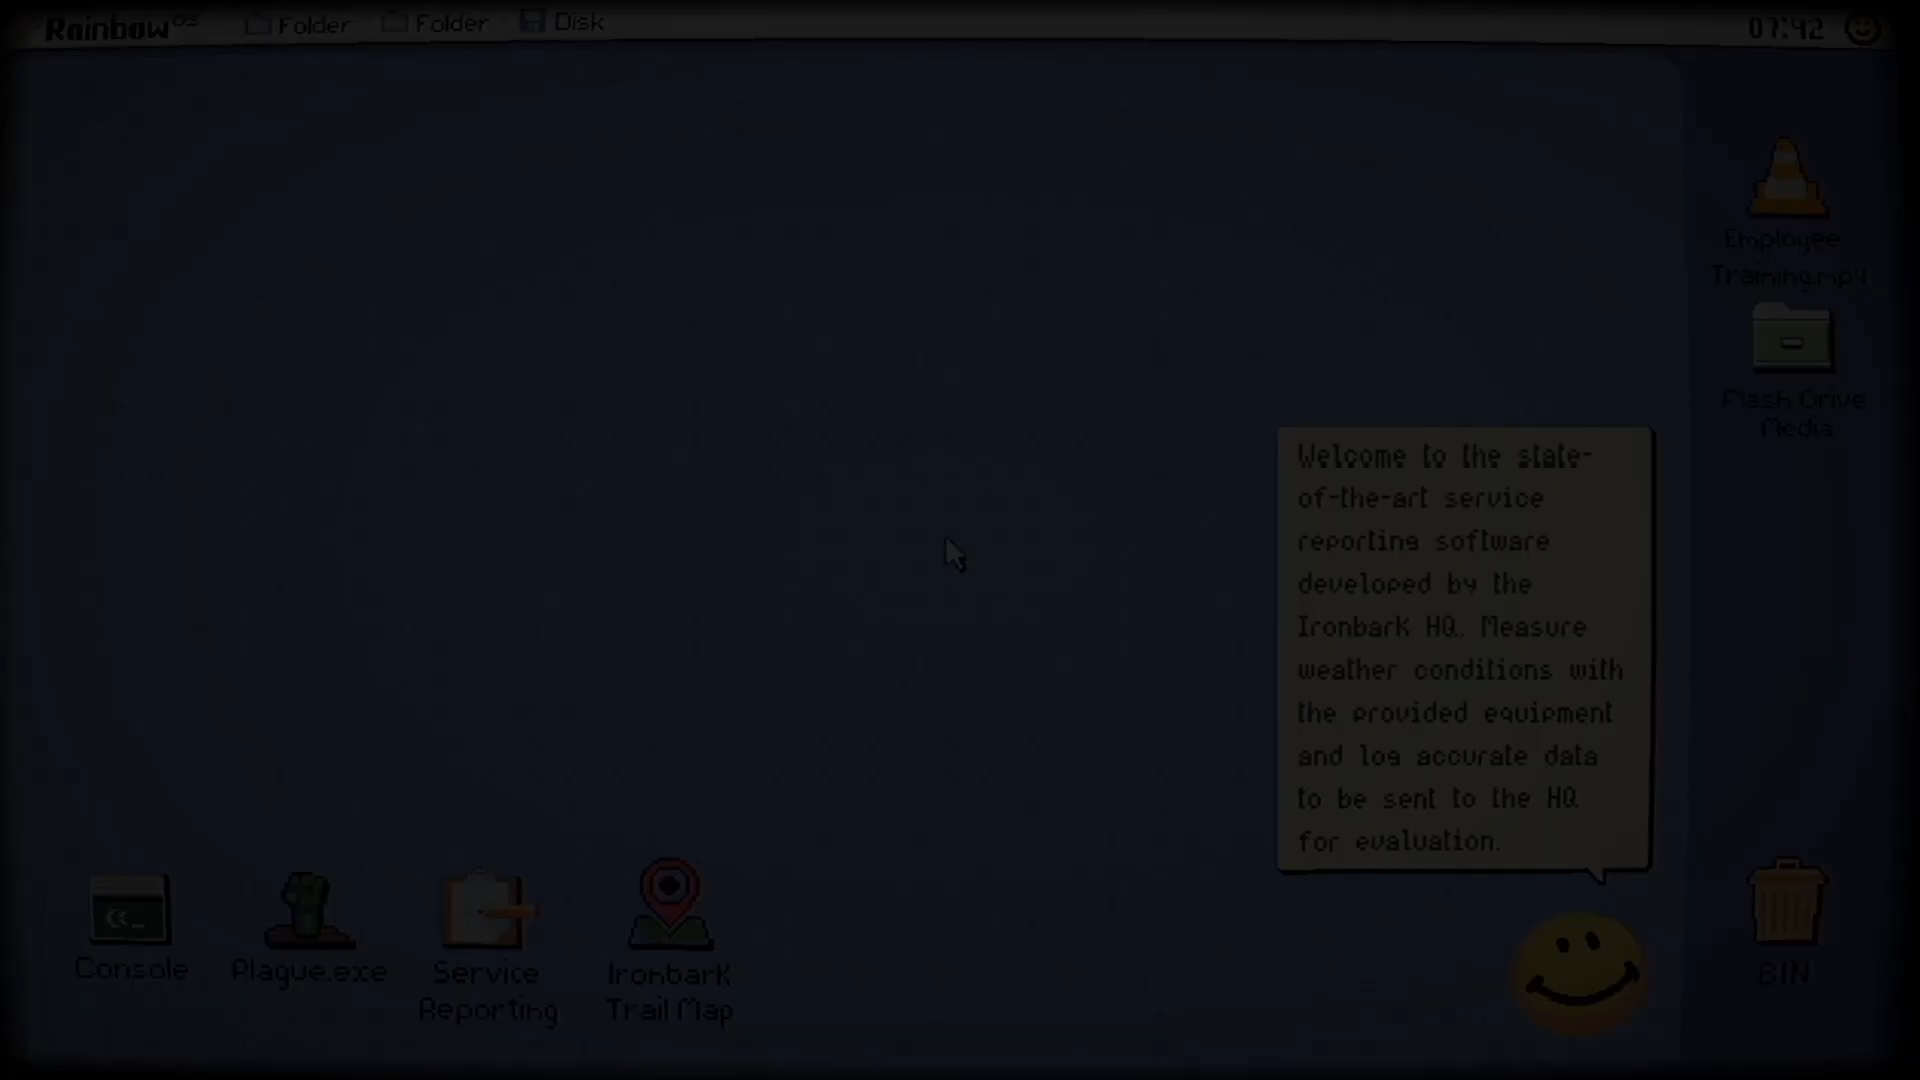 Rainbow OS
Folder
Folder
Disk
07:42
Employee
Training.mp4
Flash Drive
Media
Welcome to the state-
of-the-art service
reporting software
developed by the
Ironbark HQ. Measure
weather conditions with
the provided equipment
and log accurate data
to be sent to the HQ
for evaluation.
Console
Plague.exe
Service
Reporting
Ironbark
Trail Map
BIN